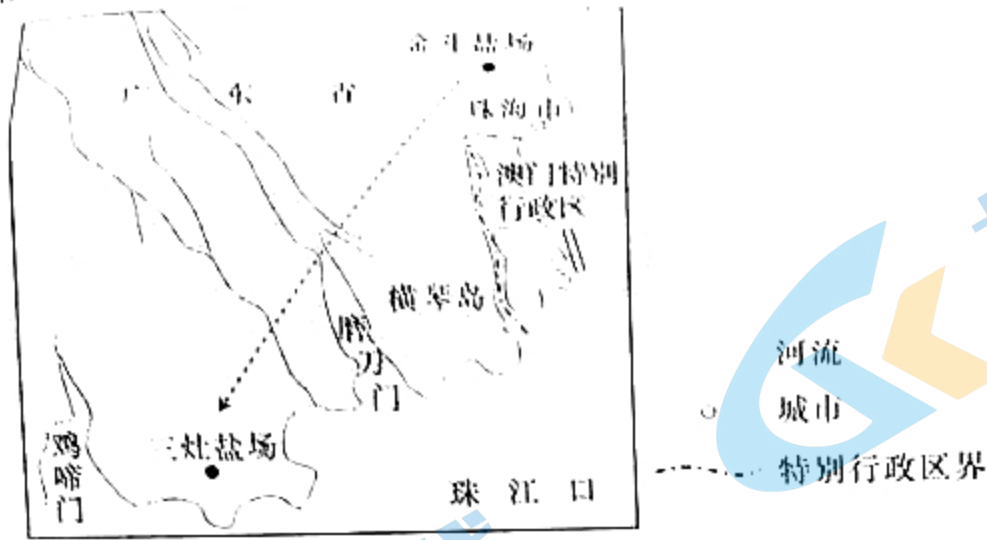 金斗盐场
广东省
珠海市
澳门特别
行政区
横琴岛
磨刀门
鸡啼门
三灶盐场
珠江口
河流
城市
特别行政区界